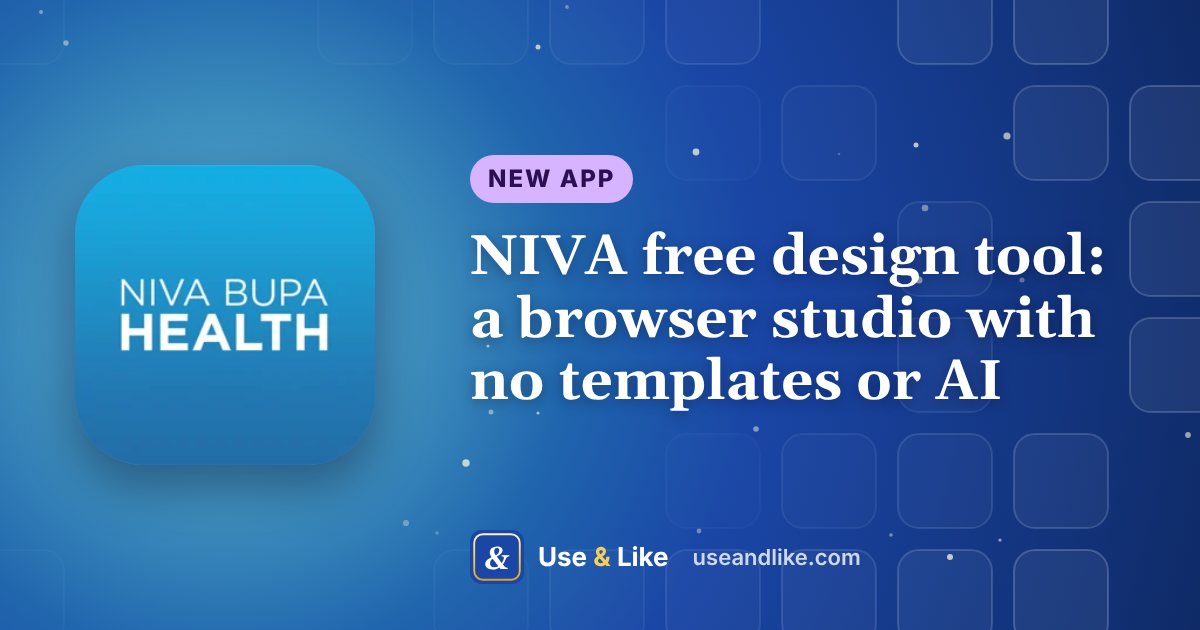 NIVA BUPA
HEALTH
NEW APP
NIVA free design tool:
a browser studio with
no templates or AI
& Use & Like useandlike.com